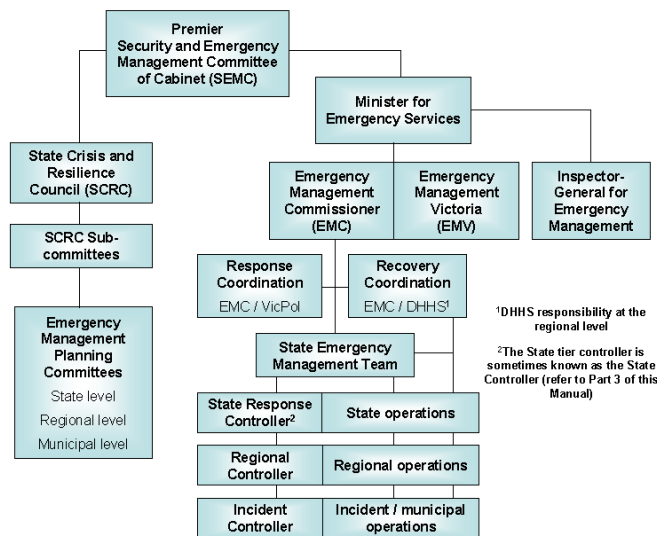 Premier
Security and Emergency
Management Committee
of Cabinet (SEMC)
Minister for
Emergency Services
State Crisis and
Resilience
Council (SCRC)
Emergency
Management
Commissioner
(EMC)
Emergency
Management
Victoria
(EMV)
Inspector-
General for
Emergency
Management
SCRC Sub-
committees
Response
Coordination
EMC / VicPol
Recovery
Coordination
EMC / DHHS¹
Emergency
Management
Planning
Committees
State level
Regional level
Municipal level
¹DHHS responsibility at the
regional level
²The State tier controller is
sometimes known as the State
Controller (refer to Part 3 of this
Manual)
State Emergency
Management Team
State Response
Controller²
State operations
Regional
Controller
Regional operations
Incident
Controller
Incident / municipal
operations